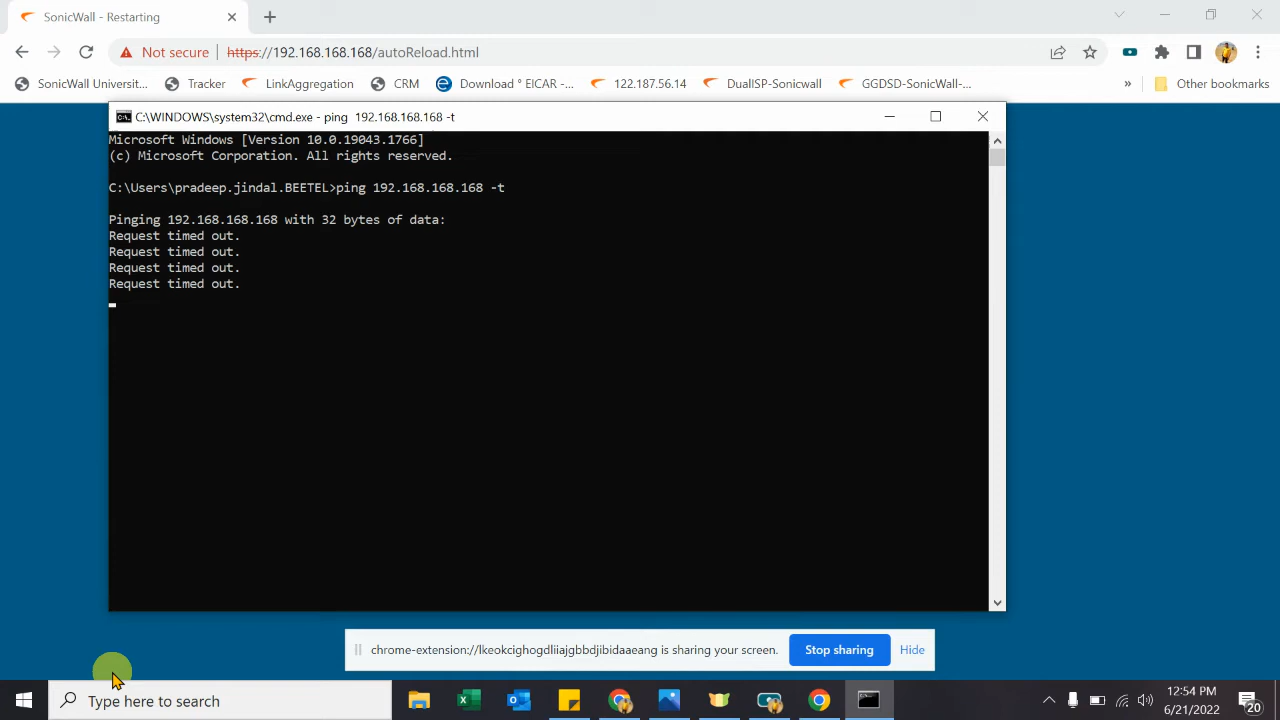 SonicWall - Restarting
Not secure
https://192.168.168.168/autoReload.html
SonicWall Universit...
Tracker
LinkAggregation
CRM
Download ° EICAR -...
122.187.56.14
DualISP-Sonicwall
GGDSD-SonicWall-...
»
Other bookmarks
C:\WINDOWS\system32\cmd.exe - ping 192.168.168.168 -t
Microsoft Windows [Version 10.0.19043.1766]
(c) Microsoft Corporation. All rights reserved.
C:\Users\pradeep.jindal.BEETEL>ping 192.168.168.168 -t
Pinging 192.168.168.168 with 32 bytes of data:
Request timed out.
Request timed out.
Request timed out.
Request timed out.
chrome-extension://lkeokcighogdliiajgbbdjibidaaeang is sharing your screen.
Stop sharing
Hide
Type here to search
12:54 PM
6/21/2022
20